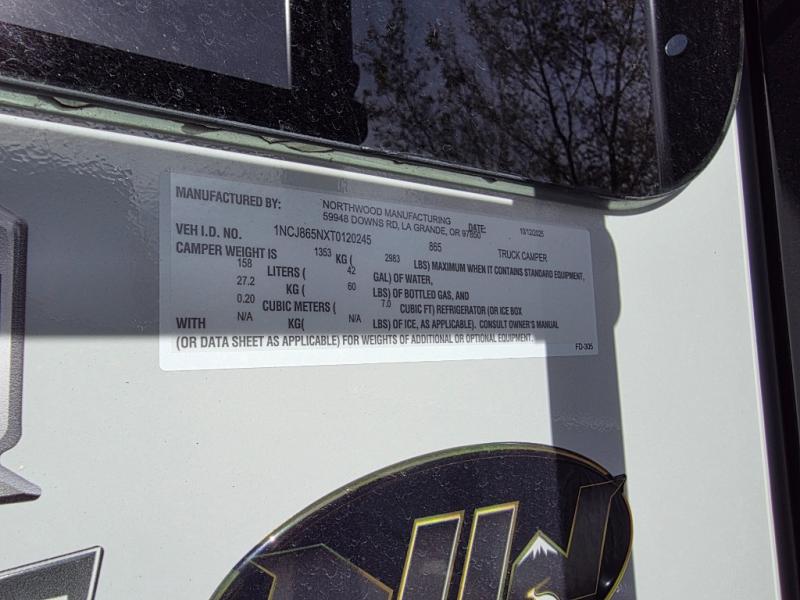 MANUFACTURED BY: NORTHWOOD MANUFACTURING
59948 DOWNS RD, LA GRANDE, OR 97850 DATE: 10/12/2025
VEH I.D. NO. 1NCJ865NXT0120245 865 TRUCK CAMPER
CAMPER WEIGHT IS 1353 KG ( 2983 LBS) MAXIMUM WHEN IT CONTAINS STANDARD EQUIPMENT,
158 LITERS ( 42 GAL) OF WATER,
27.2 KG ( 60 LBS) OF BOTTLED GAS, AND
0.20 CUBIC METERS ( 7.0 CUBIC FT) REFRIGERATOR (OR ICE BOX
WITH N/A KG( N/A LBS) OF ICE, AS APPLICABLE). CONSULT OWNER'S MANUAL
(OR DATA SHEET AS APPLICABLE) FOR WEIGHTS OF ADDITIONAL OR OPTIONAL EQUIPMENT.
FD-305